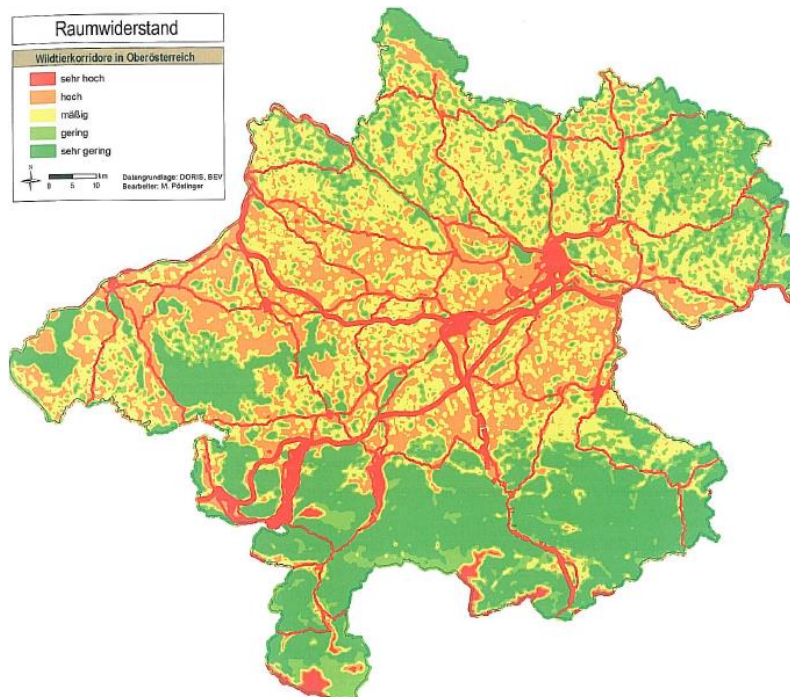 Raumwiderstand
Wildtierkorridore in Oberösterreich
sehr hoch
hoch
mäßig
gering
sehr gering
N
0 5 10 km
Datengrundlage: DORIS, BEV
Bearbeiter: M. Pöstinger